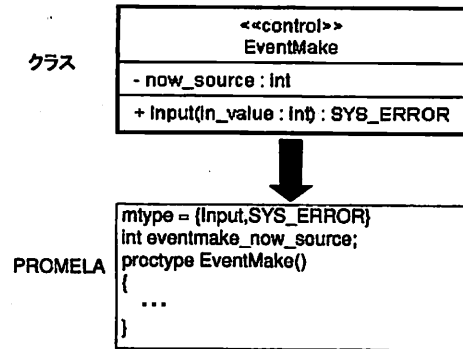 クラス
<<control>>
EventMake
- now_source : int
+ Input(in_value : int) : SYS_ERROR
PROMELA
mtype = {Input,SYS_ERROR}
int eventmake_now_source;
proctype EventMake()
{
...
}